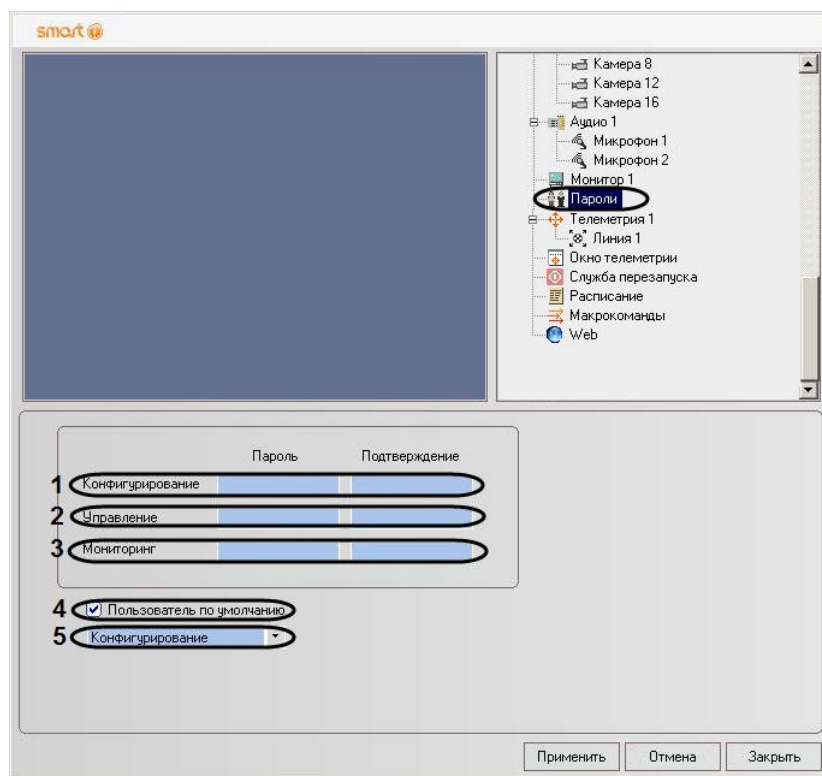 smart
Камера 8
Камера 12
Камера 16
Аудио 1
Микрофон 1
Микрофон 2
Монитор 1
Пароли
Телеметрия 1
Линия 1
Окно телеметрии
Служба перезапуска
Расписание
Макрокоманды
Web
Пароль Подтверждение
1 Конфигурирование
2 Управление
3 Мониторинг
4 Пользователь по умолчанию
5 Конфигурирование
Применить Отмена Закрыть